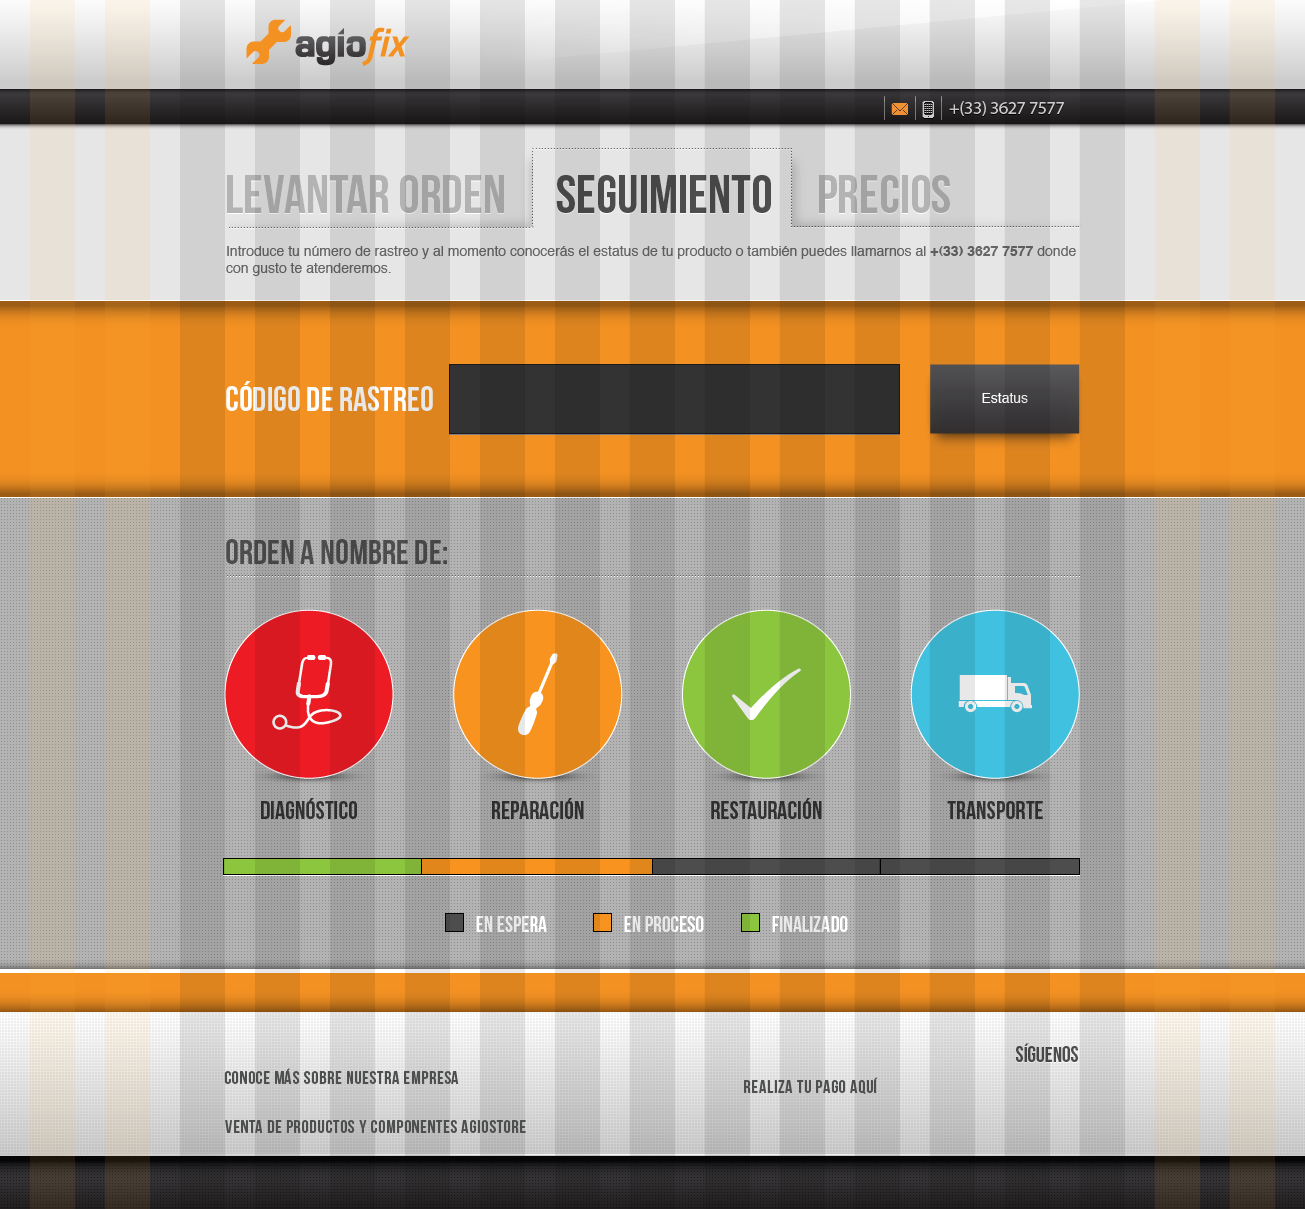 agiofix
+(33) 3627 7577
LEVANTAR ORDEN
SEGUIMIENTO
PRECIOS
Introduce tu número de rastreo y al momento conocerás el estatus de tu producto o también puedes llamarnos al +(33) 3627 7577 donde
con gusto te atenderemos.
CÓDIGO DE RASTREO
Estatus
ORDEN A NOMBRE DE:
DIAGNÓSTICO
REPARACIÓN
RESTAURACIÓN
TRANSPORTE
EN ESPERA
EN PROCESO
FINALIZADO
SÍGUENOS
CONOCE MÁS SOBRE NUESTRA EMPRESA
REALIZA TU PAGO AQUÍ
VENTA DE PRODUCTOS Y COMPONENTES AGIOSTORE